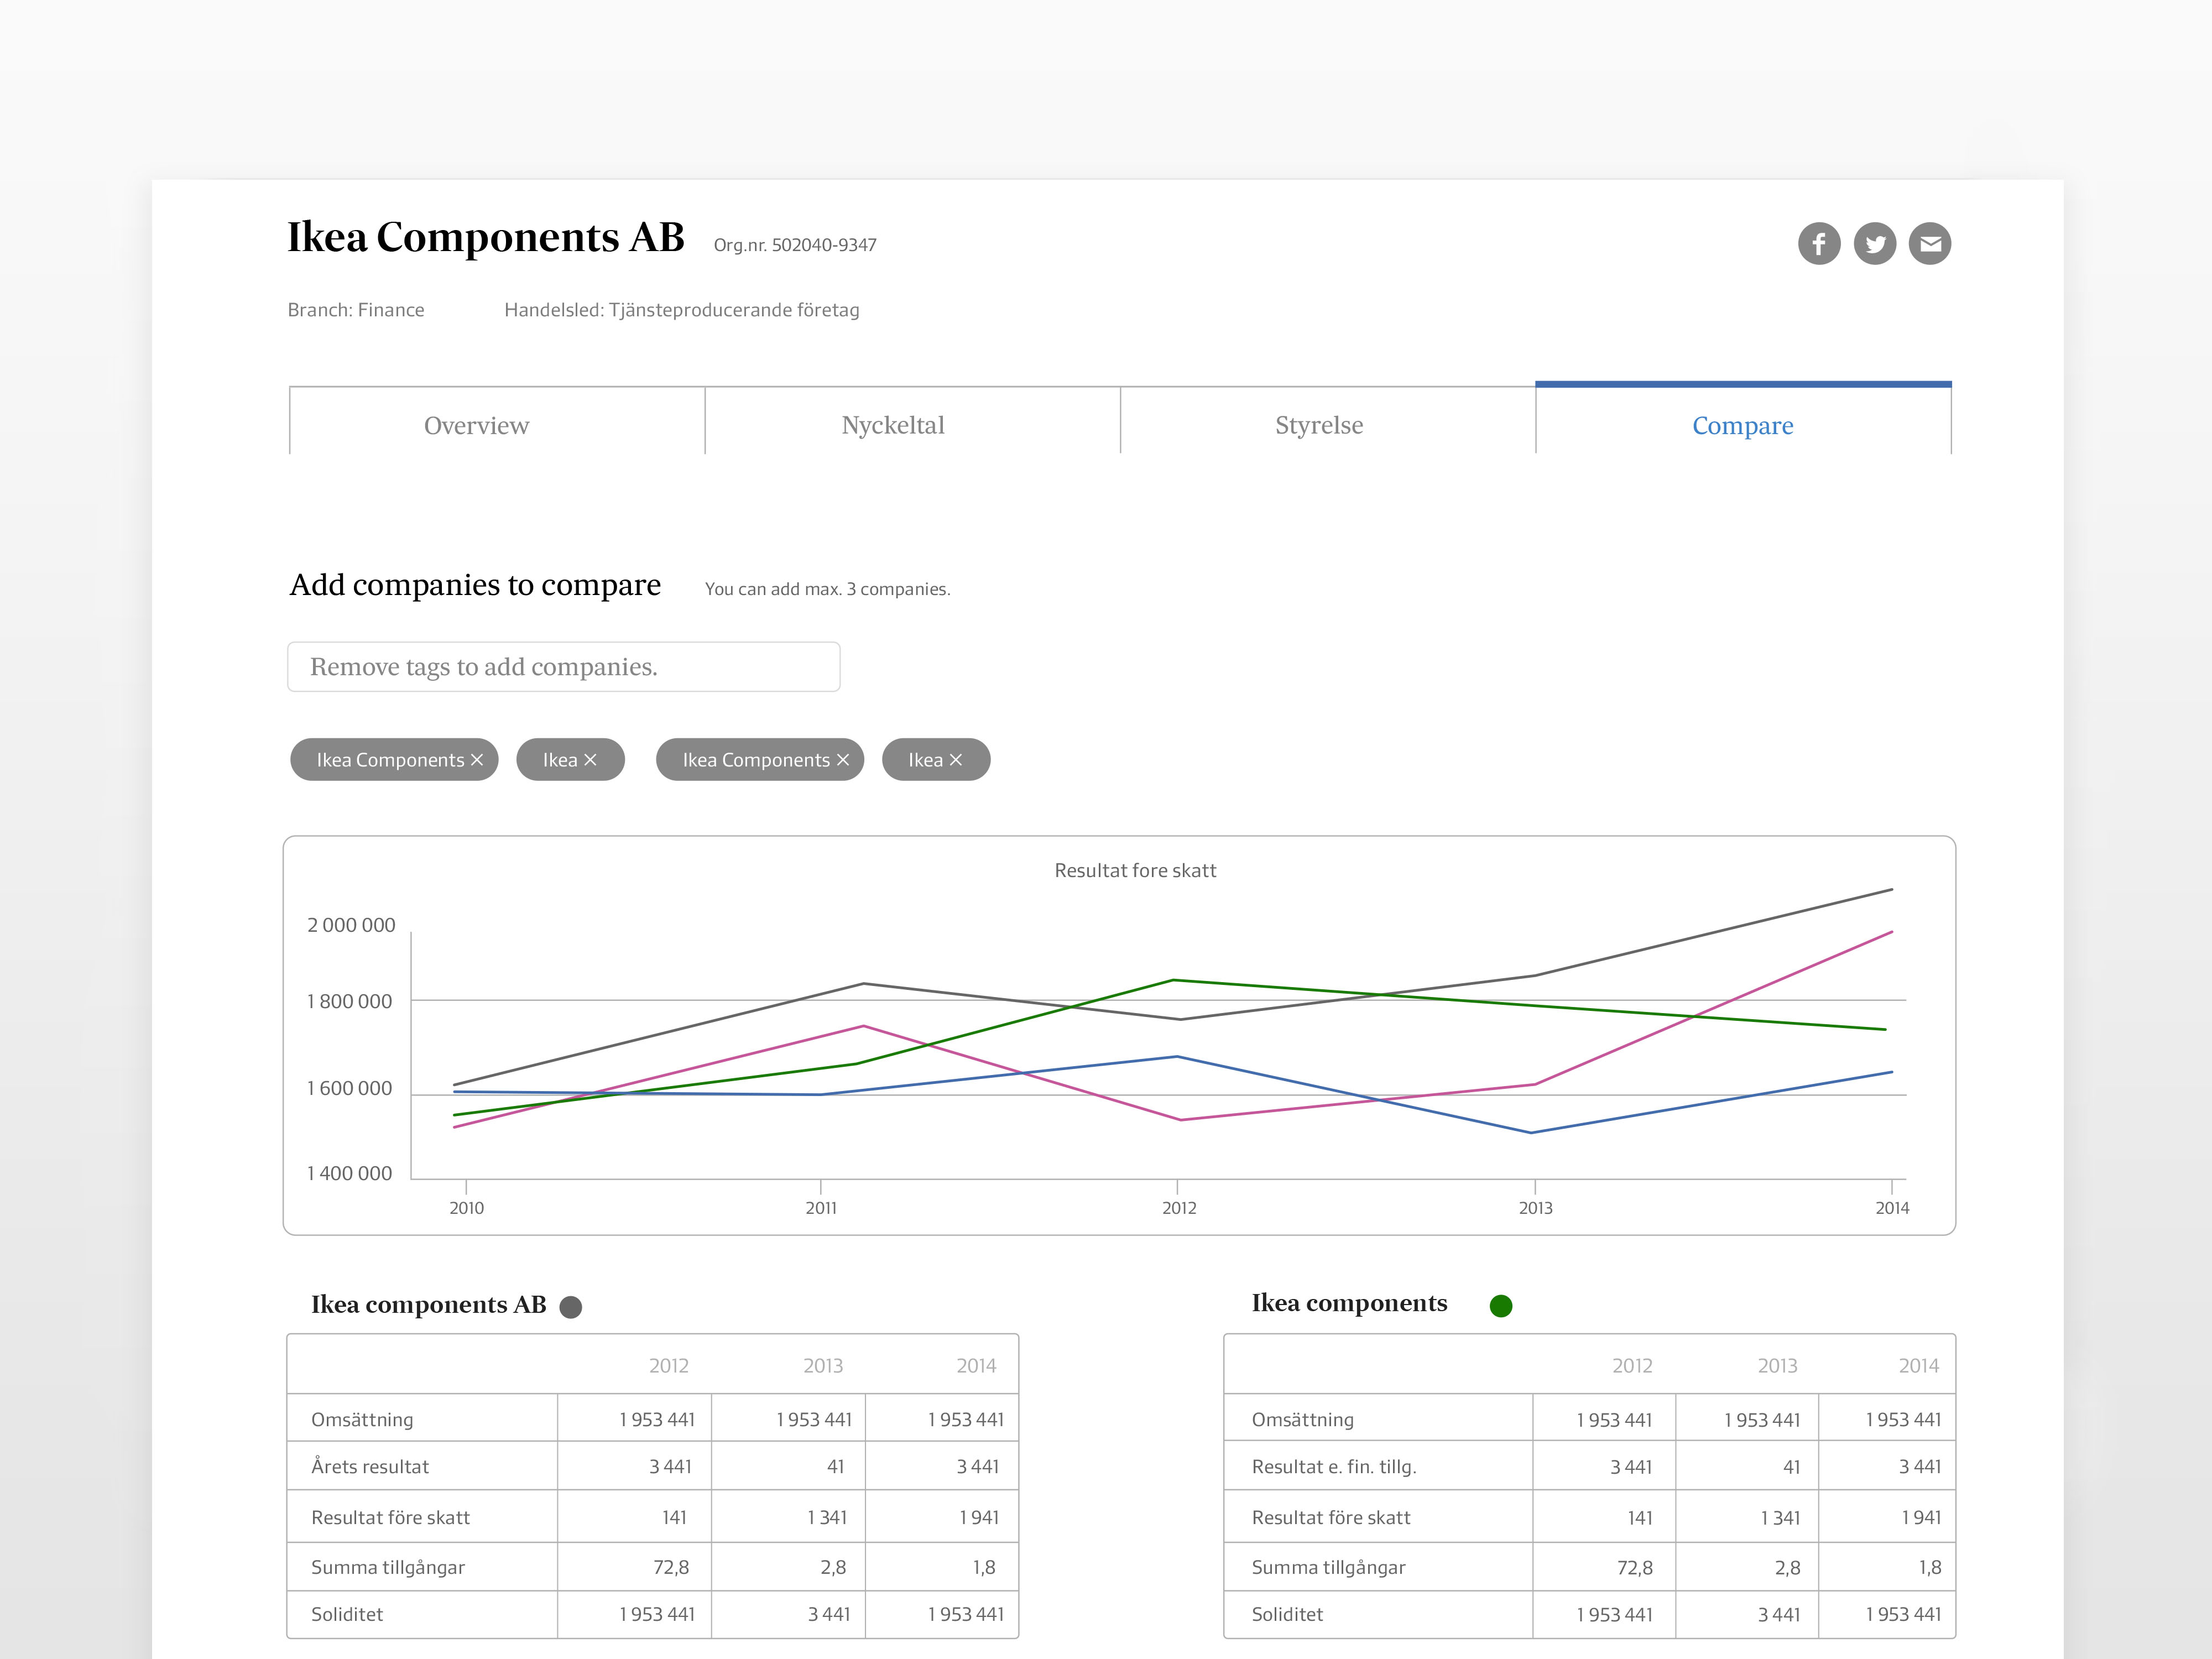 Ikea Components AB Org.nr. 502040-9347
Branch: Finance Handelsled: Tjänsteproducerande företag
Overview Nyckeltal Styrelse Compare
Add companies to compare You can add max. 3 companies.
Remove tags to add companies.
Ikea Components × Ikea × Ikea Components × Ikea ×
Resultat fore skatt
2 000 000
1 800 000
1 600 000
1 400 000
2010 2011 2012 2013 2014
Ikea components AB
2012 2013 2014
Omsättning 1 953 441 1 953 441 1 953 441
Årets resultat 3 441 41 3 441
Resultat före skatt 141 1 341 1 941
Summa tillgångar 72,8 2,8 1,8
Soliditet 1 953 441 3 441 1 953 441
Ikea components
2012 2013 2014
Omsättning 1 953 441 1 953 441 1 953 441
Resultat e. fin. tillg. 3 441 41 3 441
Resultat före skatt 141 1 341 1 941
Summa tillgångar 72,8 2,8 1,8
Soliditet 1 953 441 3 441 1 953 441